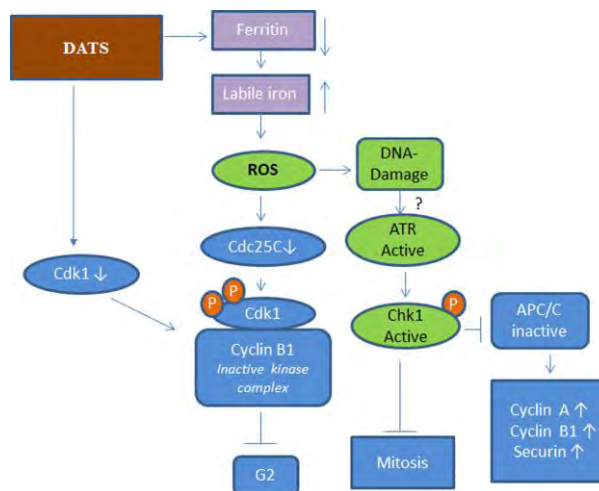 DATS
Ferritin ↓
Labile iron ↑
ROS
DNA-
Damage
?
ATR
Active
Cdc25C↓
Cdk1 ↓
P
P
Cdk1
Cyclin B1
Inactive kinase
complex
G2
P
Chk1
Active
Mitosis
APC/C
inactive
Cyclin A ↑
Cyclin B1 ↑
Securin ↑